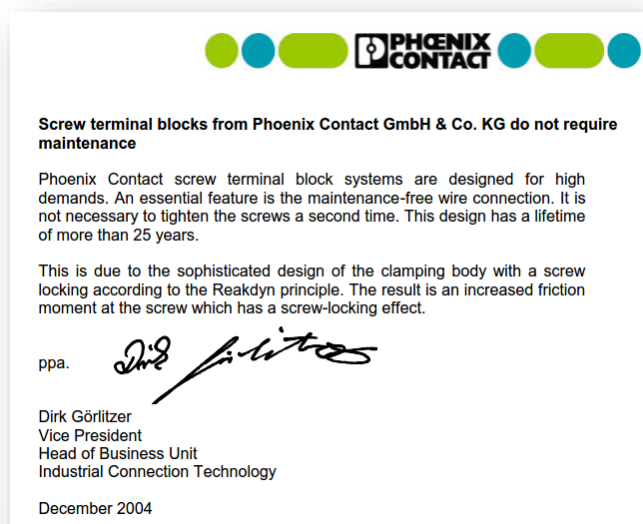 PHŒNIX
CONTACT
Screw terminal blocks from Phoenix Contact GmbH & Co. KG do not require
maintenance
Phoenix Contact screw terminal block systems are designed for high
demands. An essential feature is the maintenance-free wire connection. It is
not necessary to tighten the screws a second time. This design has a lifetime
of more than 25 years.
This is due to the sophisticated design of the clamping body with a screw
locking according to the Reakdyn principle. The result is an increased friction
moment at the screw which has a screw-locking effect.
ppa. Dirk Görlitzer
Dirk Görlitzer
Vice President
Head of Business Unit
Industrial Connection Technology
December 2004